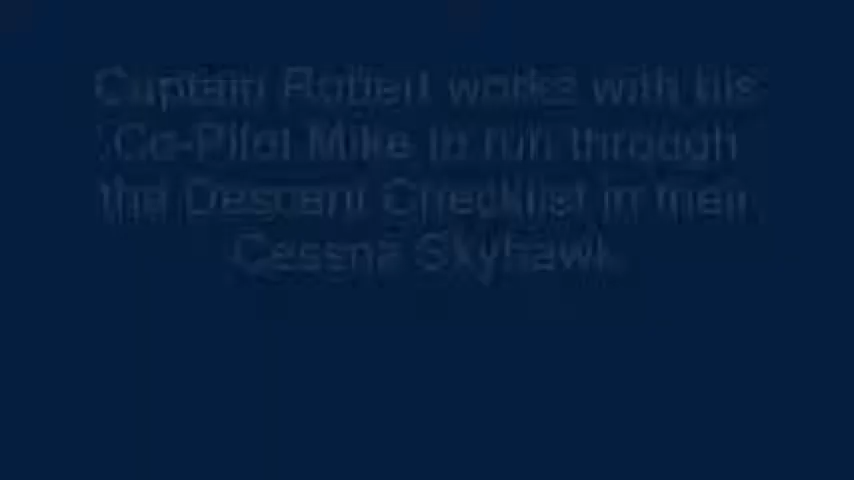 Captain Robert works with his
Co-Pilot Mike to run through
the Descent Checklist in their
Cessna Skyhawk.